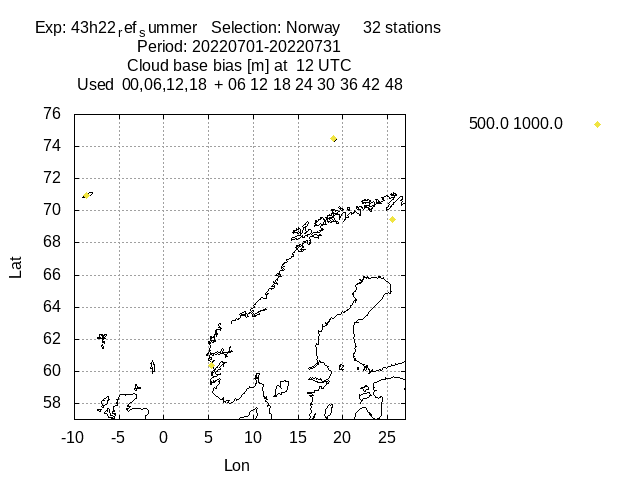 Exp: 43h22_ref_summer   Selection: Norway     32 stations
Period: 20220701-20220731
Cloud base bias [m] at  12 UTC
Used  00,06,12,18  + 06 12 18 24 30 36 42 48
500.0 1000.0
76
74
72
70
68
66
64
62
60
58
Lat
-10 -5 0 5 10 15 20 25
Lon